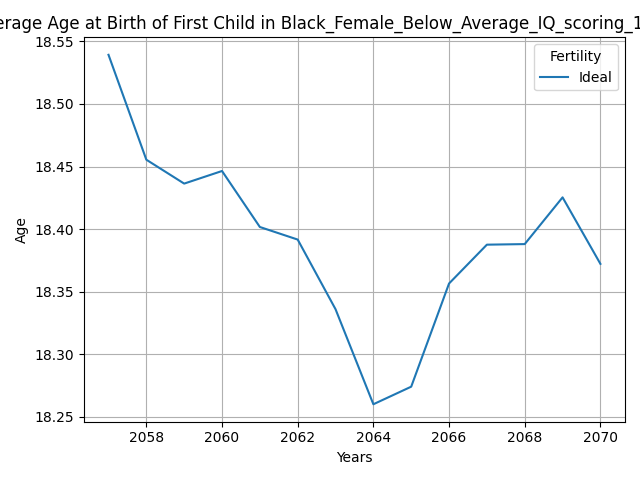 erage Age at Birth of First Child in Black_Female_Below_Average_IQ_scoring_1
18.55
18.50
18.45
18.40
18.35
18.30
18.25
Age
Fertility
Ideal
2058 2060 2062 2064 2066 2068 2070
Years